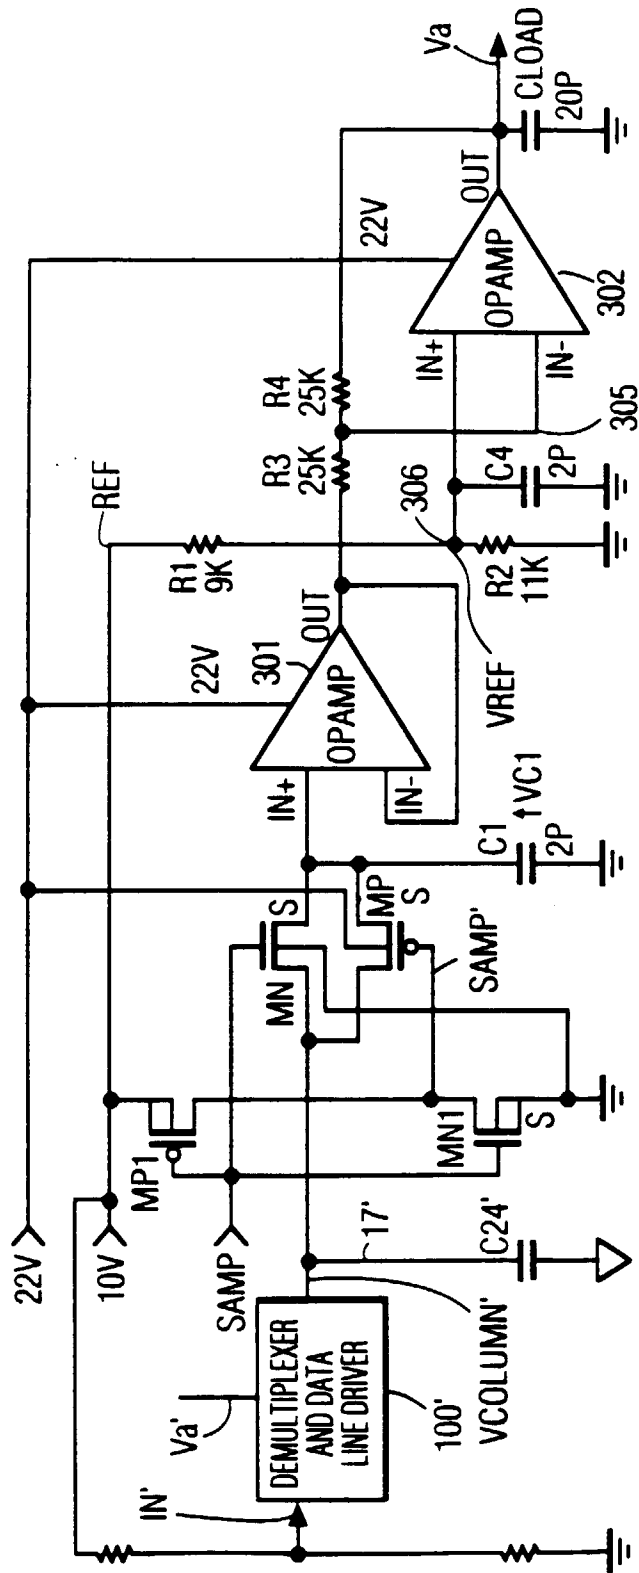 22V
10V
SAMP
Va'
IN'
DEMULTIPLEXER
AND DATA
LINE DRIVER
100'
VCOLUMN'
17'
C24'
MP1
MN1
S
MN
S
MP
S
SAMP'
REF
22V
IN+
IN-
OPAMP
301
OUT
C1
2P
VC1
R1
9K
R2
11K
VREF
306
R3
25K
R4
25K
C4
2P
305
22V
IN+
IN-
OPAMP
302
OUT
Va
CLOAD
20P